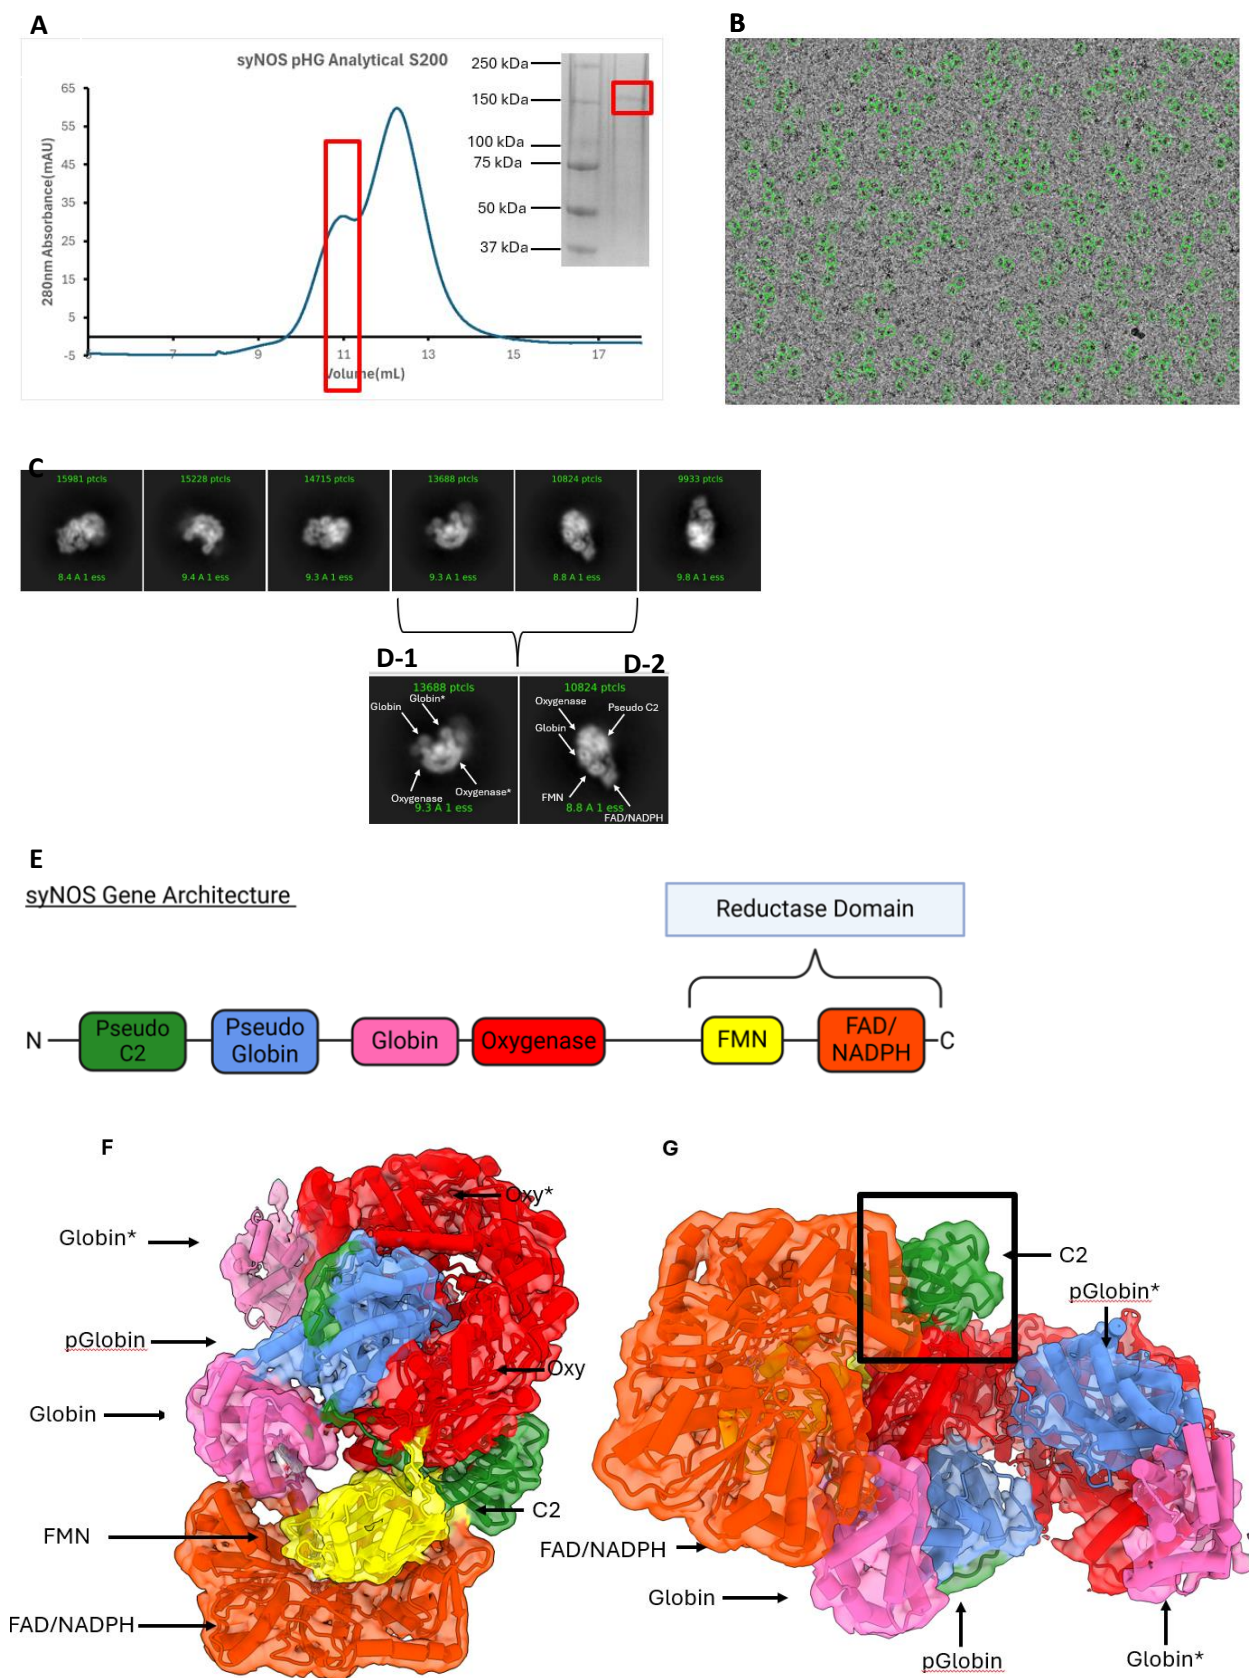 A
B
syNOS pHG Analytical S200
250 kDa
150 kDa
100 kDa
75 kDa
50 kDa
37 kDa
65
55
45
35
25
15
5
-5
7
9
11
13
15
17
280nm Absorbance(mAU)
Volume(mL)
C
15981 ptcls
15228 ptcls
14715 ptcls
13688 ptcls
10824 ptcls
9933 ptcls
8.4 A 1 ess
9.4 A 1 ess
9.3 A 1 ess
9.3 A 1 ess
8.8 A 1 ess
9.8 A 1 ess
D-1
D-2
13688 ptcls
Globin*
Globin
Oxygenase
Oxygenase*
9.3 A 1 ess
10824 ptcls
Oxygenase
Pseudo C2
Globin
FMN
8.8 A 1 ess
FAD/NADPH
E
syNOS Gene Architecture
Reductase Domain
N
Pseudo
C2
Pseudo
Globin
Globin
Oxygenase
FMN
FAD/
NADPH
C
F
Oxy*
Globin*
pGlobin
Oxy
Globin
C2
FMN
FAD/NADPH
G
C2
pGlobin*
FAD/NADPH
Globin
pGlobin
Globin*